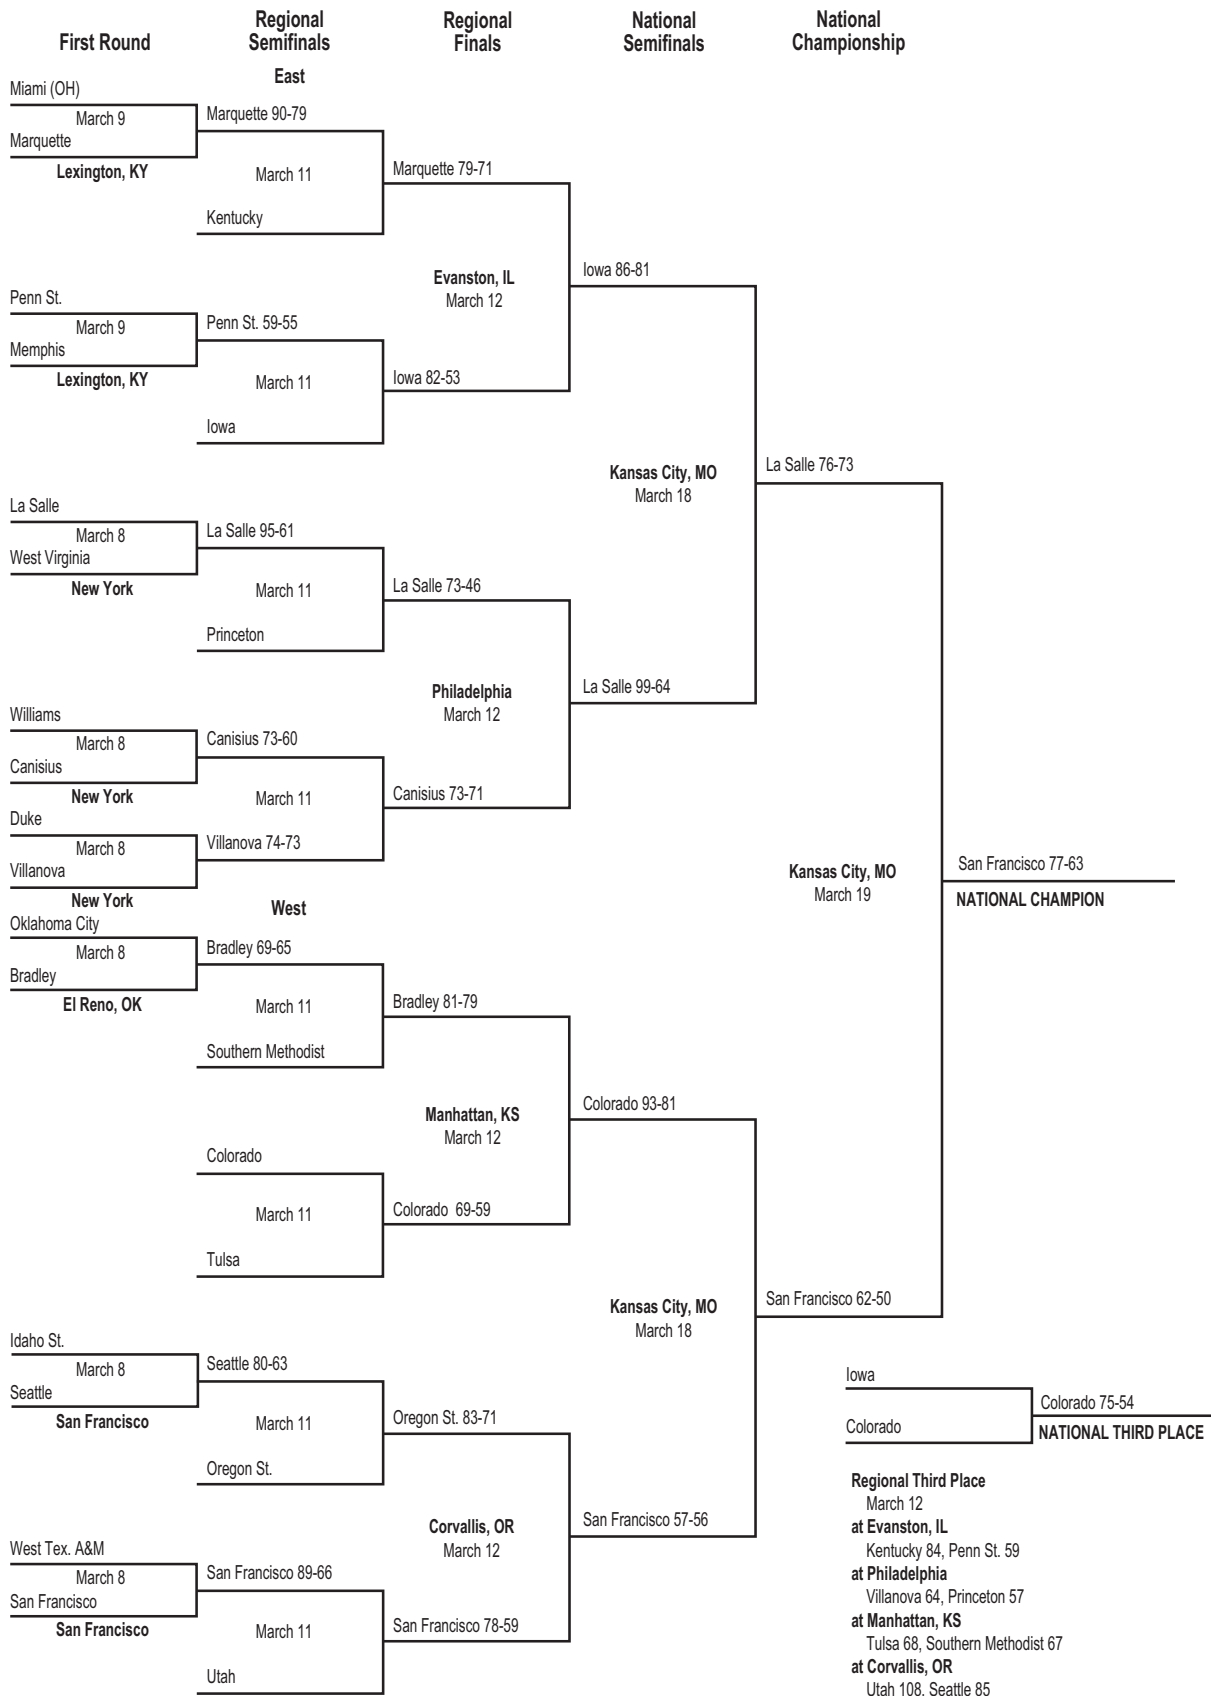 First Round
Regional
Semifinals
Regional
Finals
National
Semifinals
National
Championship
East
Miami (OH)
March 9
Marquette
Lexington, KY
Marquette 90-79
March 11
Kentucky
Marquette 79-71
Evanston, IL
March 12
Penn St.
March 9
Memphis
Lexington, KY
Penn St. 59-55
March 11
Iowa
Iowa 82-53
Iowa 86-81
Kansas City, MO
March 18
La Salle
March 8
West Virginia
New York
La Salle 95-61
March 11
Princeton
La Salle 73-46
Philadelphia
March 12
Williams
March 8
Canisius
New York
Canisius 73-60
March 11
Duke
March 8
Villanova
New York
Villanova 74-73
Canisius 73-71
La Salle 99-64
La Salle 76-73
Kansas City, MO
March 19
San Francisco 77-63
NATIONAL CHAMPION
West
Oklahoma City
March 8
Bradley
El Reno, OK
Bradley 69-65
March 11
Southern Methodist
Bradley 81-79
Manhattan, KS
March 12
Colorado
March 11
Tulsa
Colorado 69-59
Colorado 93-81
Kansas City, MO
March 18
San Francisco 62-50
Idaho St.
March 8
Seattle
San Francisco
Seattle 80-63
March 11
Oregon St.
Oregon St. 83-71
Corvallis, OR
March 12
West Tex. A&M
March 8
San Francisco
San Francisco
San Francisco 89-66
March 11
Utah
San Francisco 78-59
San Francisco 57-56
Iowa
Colorado
Colorado 75-54
NATIONAL THIRD PLACE
Regional Third Place
March 12
at Evanston, IL
Kentucky 84, Penn St. 59
at Philadelphia
Villanova 64, Princeton 57
at Manhattan, KS
Tulsa 68, Southern Methodist 67
at Corvallis, OR
Utah 108, Seattle 85